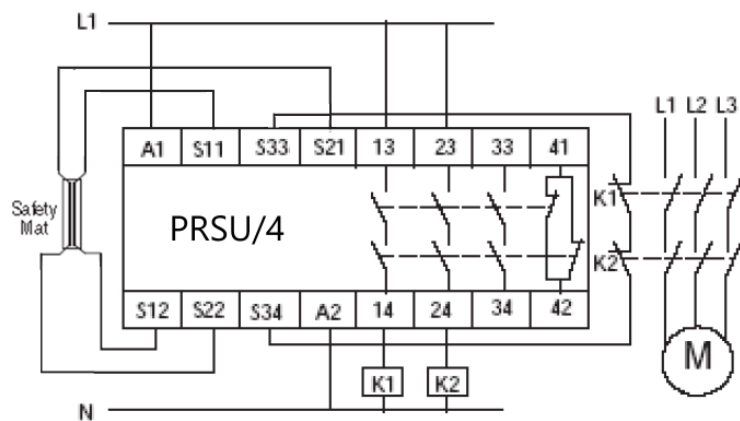 L1
L1 L2 L3
A1 S11 S33 S21 13 23 33 41
K1
Safety
Mat
PRSU/4
K2
S12 S22 S34 A2 14 24 34 42
M
K1 K2
N